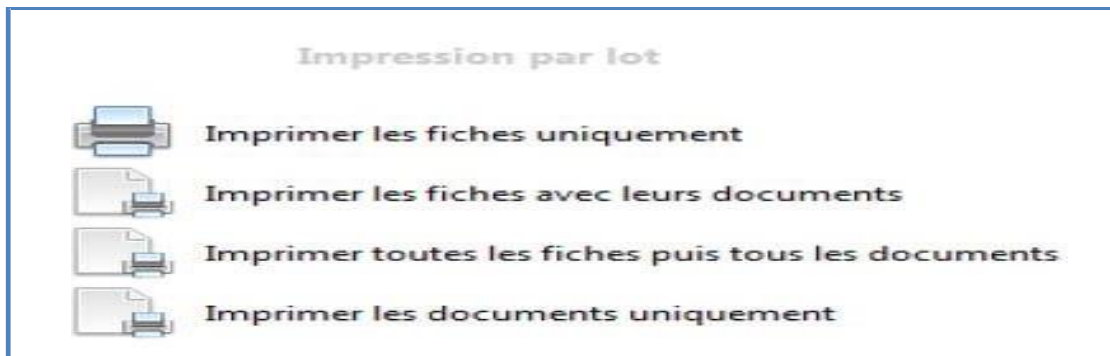 Impression par lot
Imprimer les fiches uniquement
Imprimer les fiches avec leurs documents
Imprimer toutes les fiches puis tous les documents
Imprimer les documents uniquement